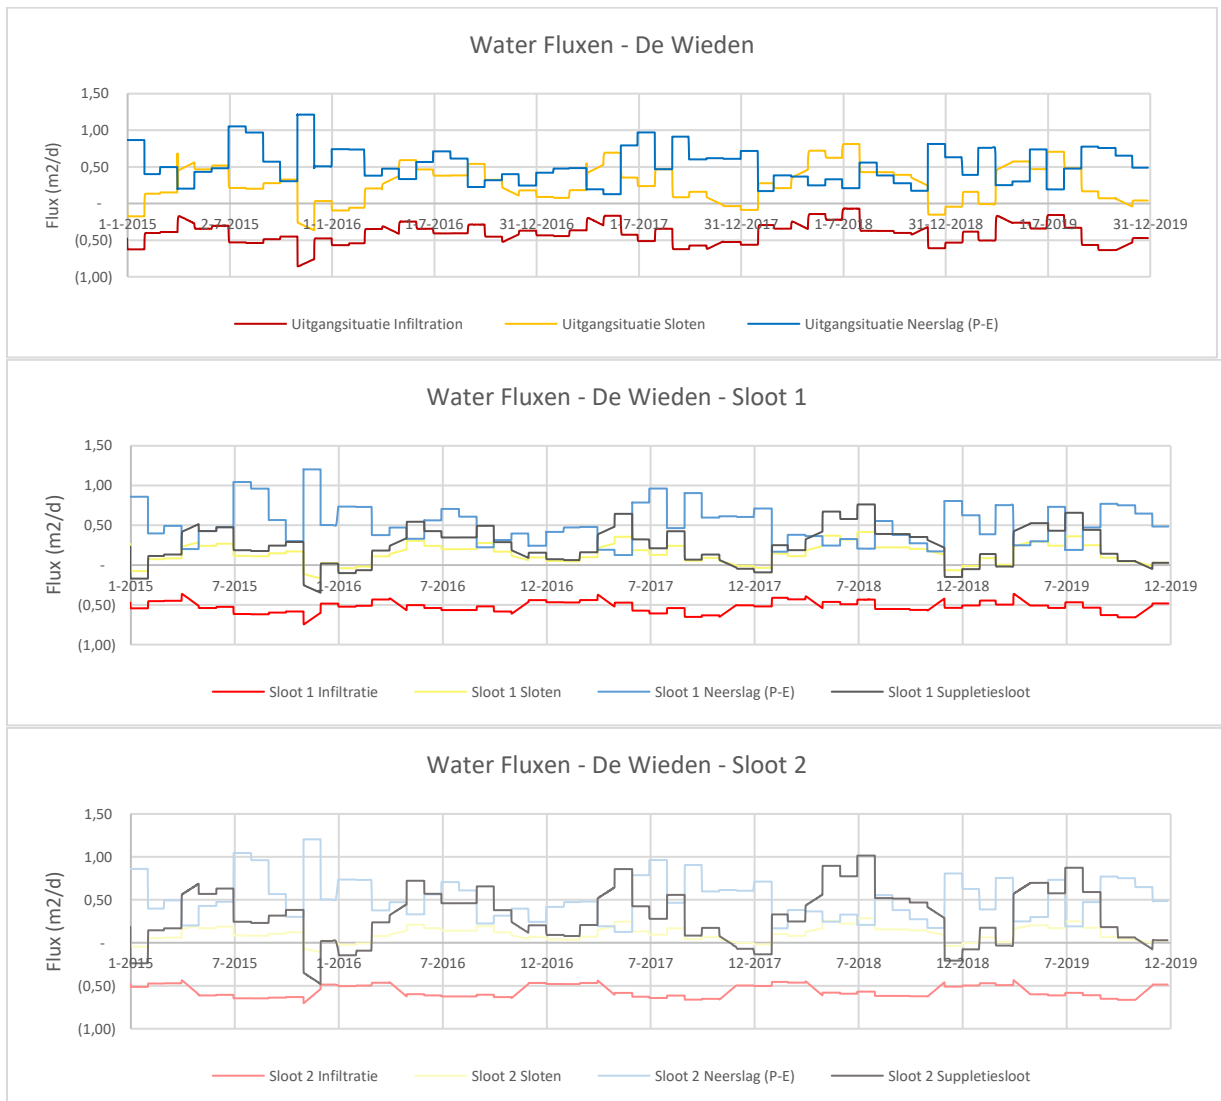 Water Fluxen - De Wieden
Flux (m2/d)
1,50
1,00
0,50
-
(0,50)
(1,00)
1-1-2015 2-7-2015 1-1-2016 1-7-2016 31-12-2016 1-7-2017 31-12-2017 1-7-2018 31-12-2018 1-7-2019 31-12-2019
Uitgangsituatie Infiltration Uitgangsituatie Sloten Uitgangsituatie Neerslag (P-E)
Water Fluxen - De Wieden - Sloot 1
Flux (m2/d)
1,50
1,00
0,50
-
(0,50)
(1,00)
1-2015 7-2015 1-2016 7-2016 12-2016 7-2017 12-2017 7-2018 12-2018 7-2019 12-2019
Sloot 1 Infiltratie Sloot 1 Sloten Sloot 1 Neerslag (P-E) Sloot 1 Suppletiesloot
Water Fluxen - De Wieden - Sloot 2
Flux (m2/d)
1,50
1,00
0,50
-
(0,50)
(1,00)
1-2015 7-2015 1-2016 7-2016 12-2016 7-2017 12-2017 7-2018 12-2018 7-2019 12-2019
Sloot 2 Infiltratie Sloot 2 Sloten Sloot 2 Neerslag (P-E) Sloot 2 Suppletiesloot